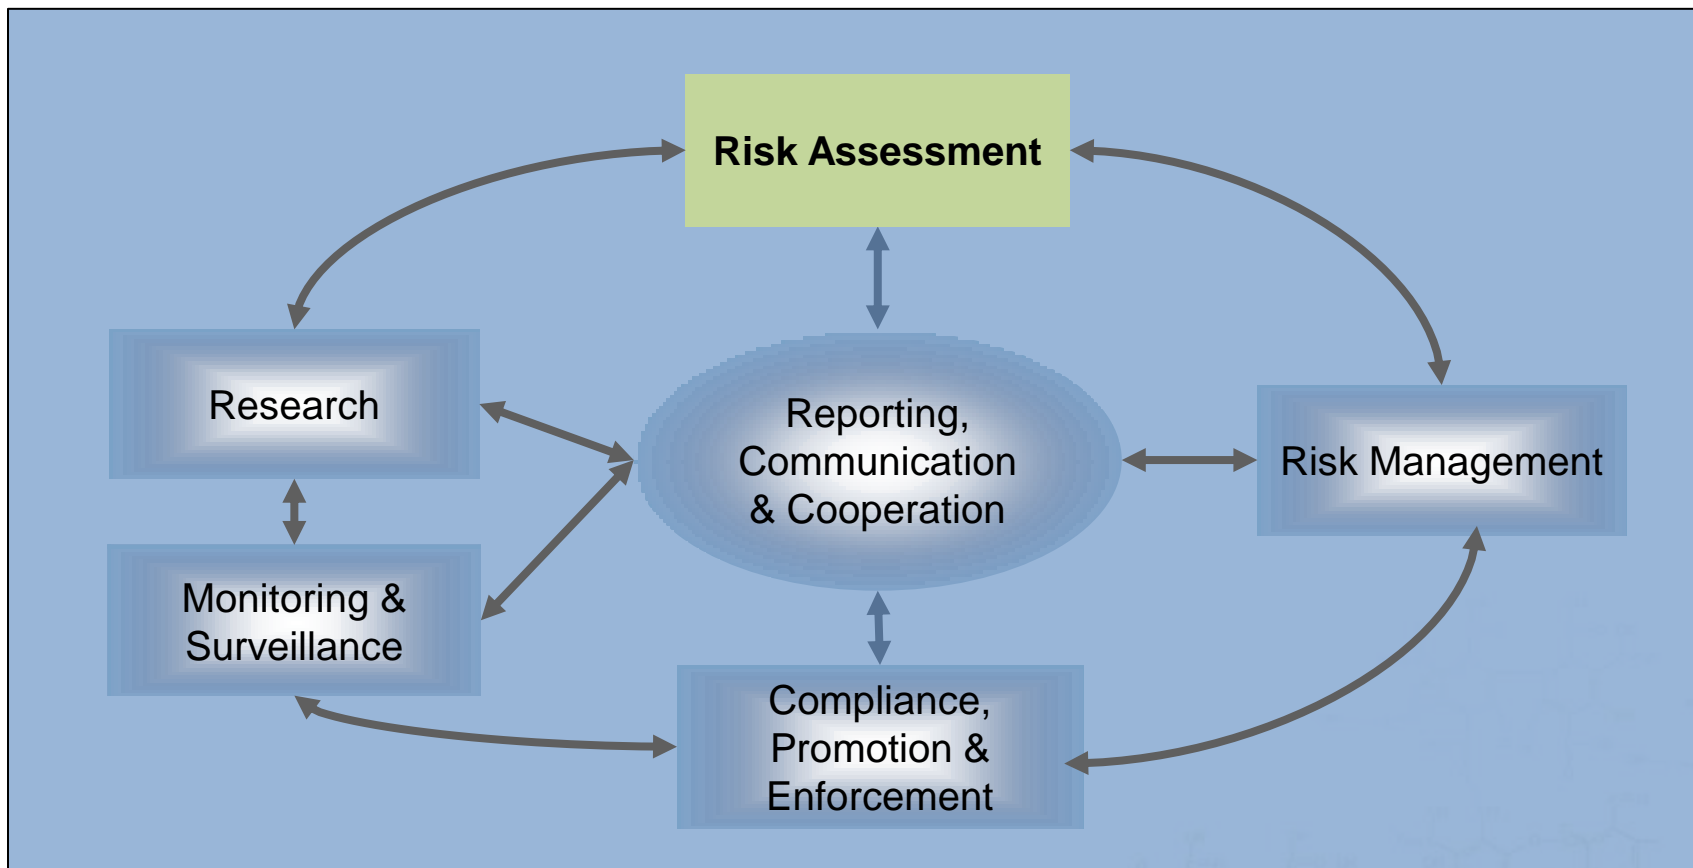 Risk Assessment
Research
Reporting,
Communication
& Cooperation
Risk Management
Monitoring &
Surveillance
Compliance,
Promotion &
Enforcement